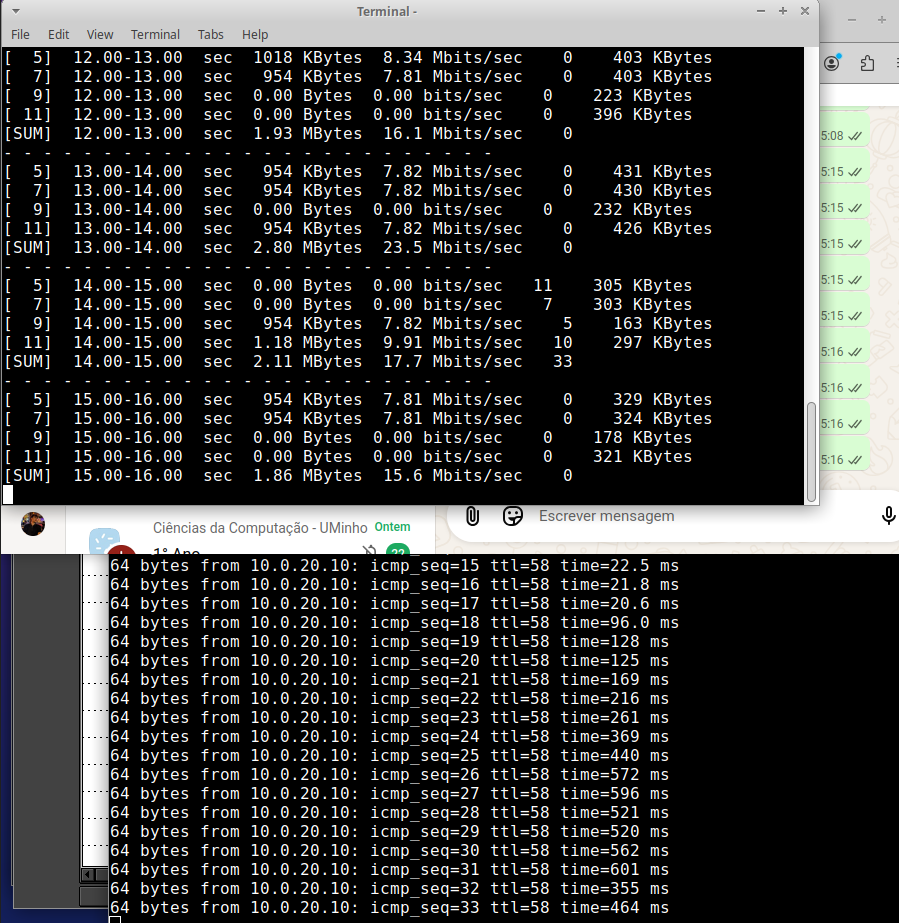 Terminal -
File Edit View Terminal Tabs Help
[  5]  12.00-13.00  sec  1018 KBytes  8.34 Mbits/sec    0    403 KBytes
[  7]  12.00-13.00  sec   954 KBytes  7.81 Mbits/sec    0    403 KBytes
[  9]  12.00-13.00  sec  0.00 Bytes  0.00 bits/sec    0    223 KBytes
[ 11]  12.00-13.00  sec  0.00 Bytes  0.00 bits/sec    0    396 KBytes
[SUM]  12.00-13.00  sec  1.93 MBytes  16.1 Mbits/sec    0
- - - - - - - - - - - - - - - - - - - - - - - - -
[  5]  13.00-14.00  sec   954 KBytes  7.82 Mbits/sec    0    431 KBytes
[  7]  13.00-14.00  sec   954 KBytes  7.82 Mbits/sec    0    430 KBytes
[  9]  13.00-14.00  sec  0.00 Bytes  0.00 bits/sec    0    232 KBytes
[ 11]  13.00-14.00  sec   954 KBytes  7.82 Mbits/sec    0    426 KBytes
[SUM]  13.00-14.00  sec  2.80 MBytes  23.5 Mbits/sec    0
- - - - - - - - - - - - - - - - - - - - - - - - -
[  5]  14.00-15.00  sec  0.00 Bytes  0.00 bits/sec   11    305 KBytes
[  7]  14.00-15.00  sec  0.00 Bytes  0.00 bits/sec    7    303 KBytes
[  9]  14.00-15.00  sec   954 KBytes  7.82 Mbits/sec    5    163 KBytes
[ 11]  14.00-15.00  sec  1.18 MBytes  9.91 Mbits/sec   10    297 KBytes
[SUM]  14.00-15.00  sec  2.11 MBytes  17.7 Mbits/sec   33
- - - - - - - - - - - - - - - - - - - - - - - - -
[  5]  15.00-16.00  sec   954 KBytes  7.81 Mbits/sec    0    329 KBytes
[  7]  15.00-16.00  sec   954 KBytes  7.81 Mbits/sec    0    324 KBytes
[  9]  15.00-16.00  sec  0.00 Bytes  0.00 bits/sec    0    178 KBytes
[ 11]  15.00-16.00  sec  0.00 Bytes  0.00 bits/sec    0    321 KBytes
[SUM]  15.00-16.00  sec  1.86 MBytes  15.6 Mbits/sec    0
5:08
5:15
5:15
5:15
5:15
5:15
5:16
5:16
5:16
5:16
Ciências da Computação - UMinho Ontem
1° Ano 22
Escrever mensagem
64 bytes from 10.0.20.10: icmp_seq=15 ttl=58 time=22.5 ms
64 bytes from 10.0.20.10: icmp_seq=16 ttl=58 time=21.8 ms
64 bytes from 10.0.20.10: icmp_seq=17 ttl=58 time=20.6 ms
64 bytes from 10.0.20.10: icmp_seq=18 ttl=58 time=96.0 ms
64 bytes from 10.0.20.10: icmp_seq=19 ttl=58 time=128 ms
64 bytes from 10.0.20.10: icmp_seq=20 ttl=58 time=125 ms
64 bytes from 10.0.20.10: icmp_seq=21 ttl=58 time=169 ms
64 bytes from 10.0.20.10: icmp_seq=22 ttl=58 time=216 ms
64 bytes from 10.0.20.10: icmp_seq=23 ttl=58 time=261 ms
64 bytes from 10.0.20.10: icmp_seq=24 ttl=58 time=369 ms
64 bytes from 10.0.20.10: icmp_seq=25 ttl=58 time=440 ms
64 bytes from 10.0.20.10: icmp_seq=26 ttl=58 time=572 ms
64 bytes from 10.0.20.10: icmp_seq=27 ttl=58 time=596 ms
64 bytes from 10.0.20.10: icmp_seq=28 ttl=58 time=521 ms
64 bytes from 10.0.20.10: icmp_seq=29 ttl=58 time=520 ms
64 bytes from 10.0.20.10: icmp_seq=30 ttl=58 time=562 ms
64 bytes from 10.0.20.10: icmp_seq=31 ttl=58 time=601 ms
64 bytes from 10.0.20.10: icmp_seq=32 ttl=58 time=355 ms
64 bytes from 10.0.20.10: icmp_seq=33 ttl=58 time=464 ms